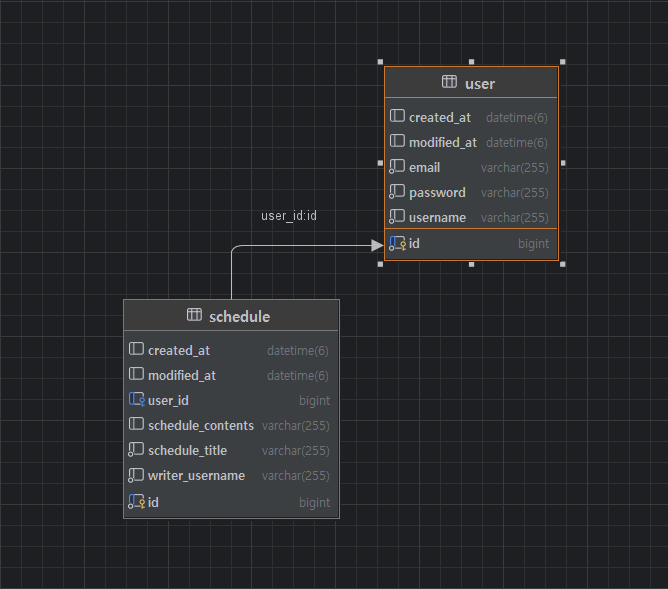 user
created_at datetime(6)
modified_at datetime(6)
email varchar(255)
password varchar(255)
username varchar(255)
id bigint
user_id:id
schedule
created_at datetime(6)
modified_at datetime(6)
user_id bigint
schedule_contents varchar(255)
schedule_title varchar(255)
writer_username varchar(255)
id bigint